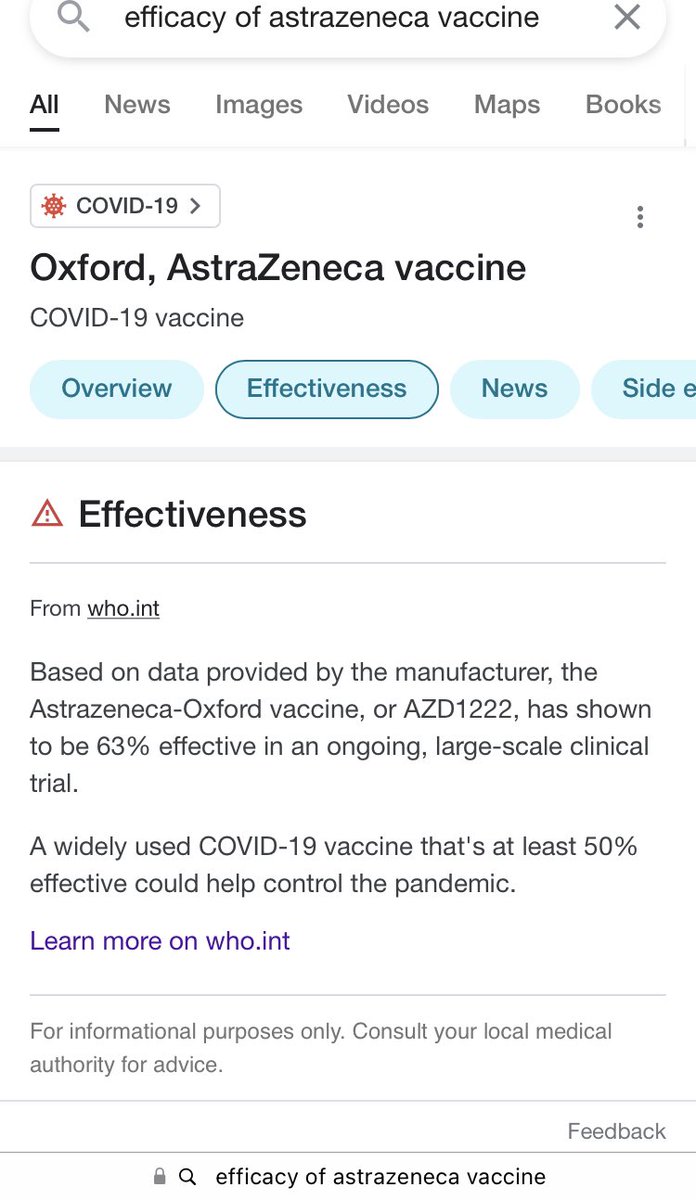 efficacy of astrazeneca vaccine
All News Images Videos Maps Books
COVID-19
Oxford, AstraZeneca vaccine
COVID-19 vaccine
Overview Effectiveness News Side e
Effectiveness
From who.int
Based on data provided by the manufacturer, the
Astrazeneca-Oxford vaccine, or AZD1222, has shown
to be 63% effective in an ongoing, large-scale clinical
trial.
A widely used COVID-19 vaccine that's at least 50%
effective could help control the pandemic.
Learn more on who.int
For informational purposes only. Consult your local medical
authority for advice.
Feedback
efficacy of astrazeneca vaccine